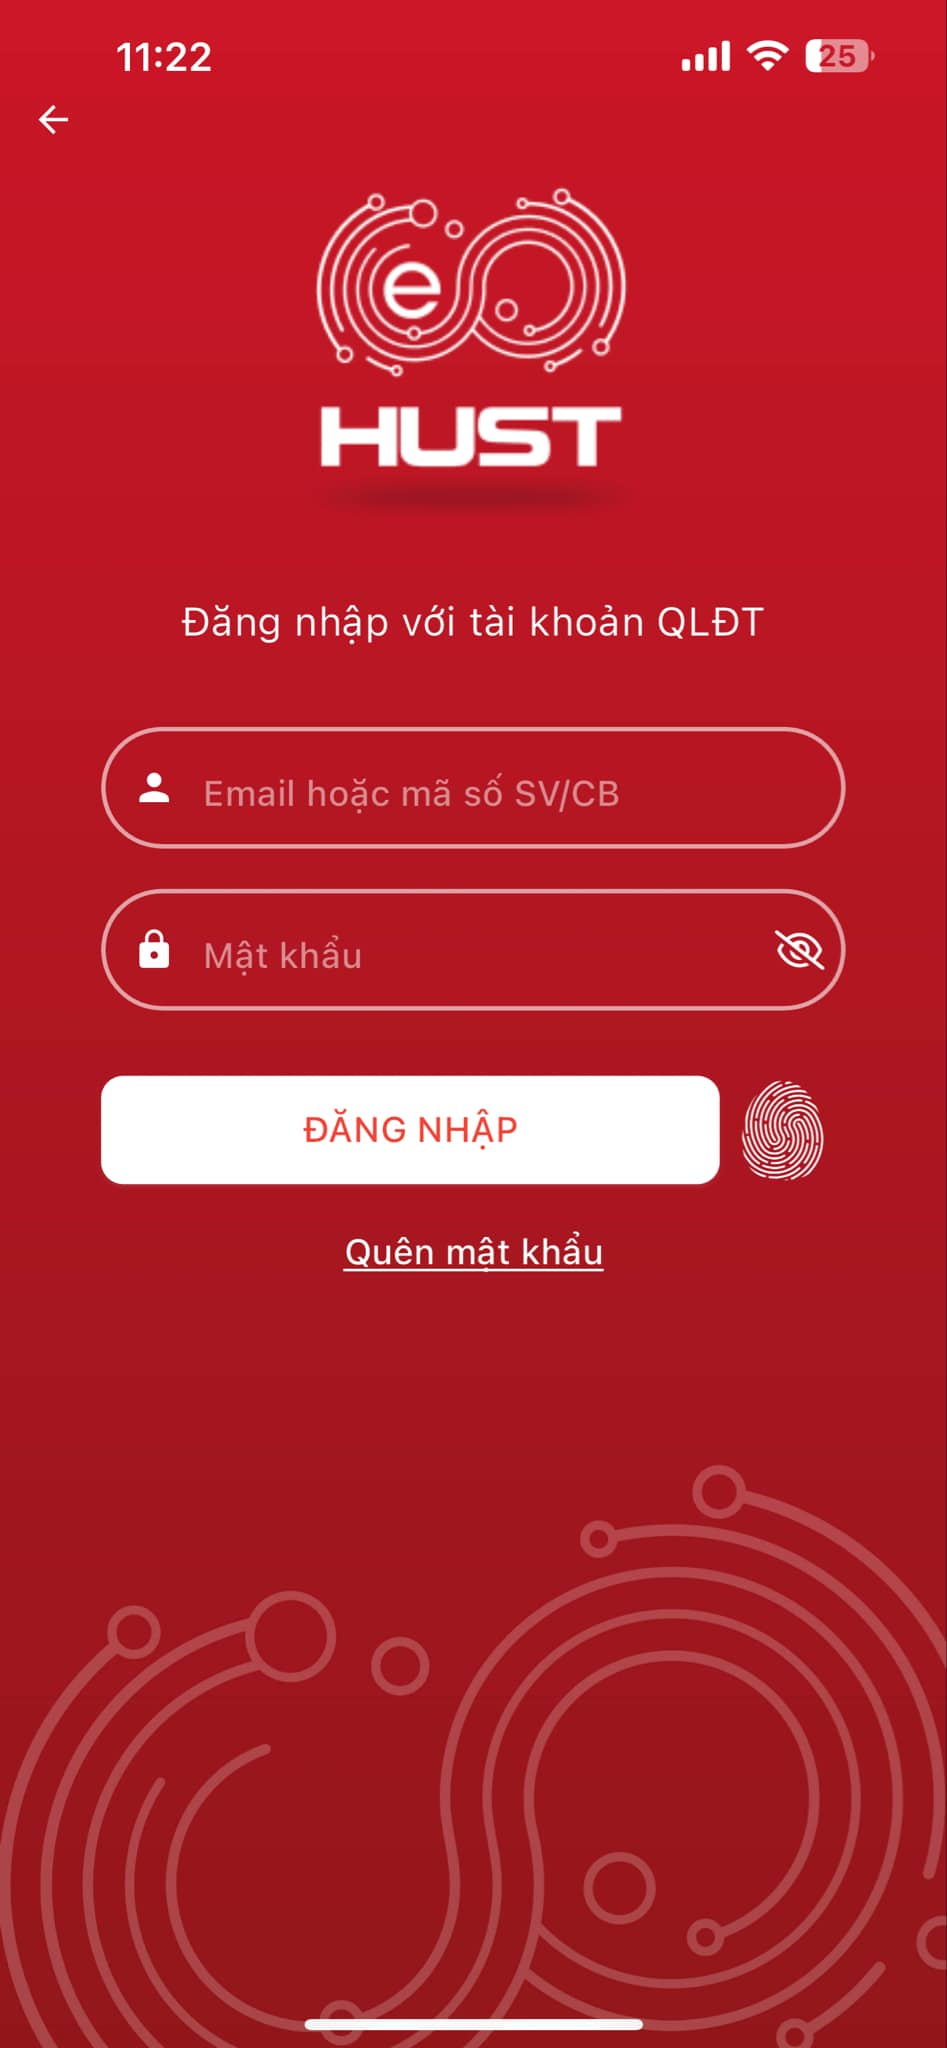 11:22
25
e
HUST
Đăng nhập với tài khoản QLĐT
Email hoặc mã số SV/CB
Mật khẩu
ĐĂNG NHẬP
Quên mật khẩu